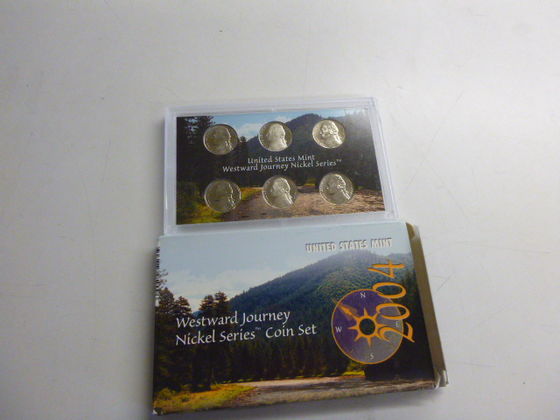 United States Mint
Westward Journey Nickel Series™
UNITED STATES MINT
2004
N
W
E
S
Westward Journey
Nickel Series™ Coin Set